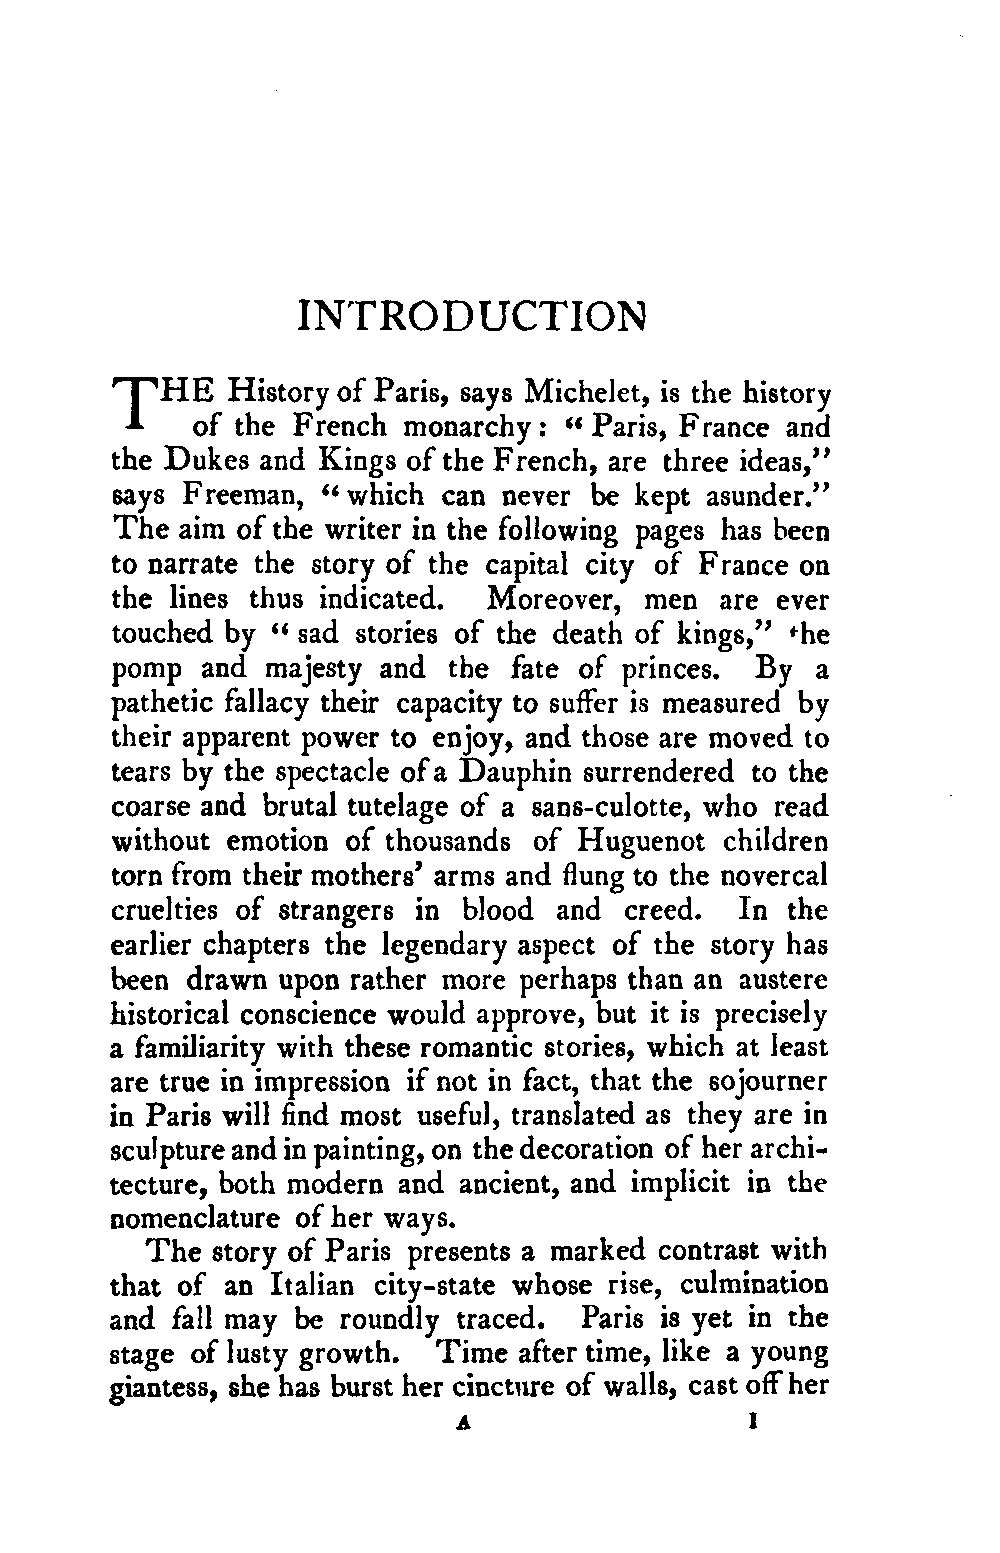 INTRODUCTION
THE History of Paris, says Michelet, is the history
of the French monarchy: “Paris, France and
the Dukes and Kings of the French, are three ideas,”
says Freeman, “which can never be kept asunder.”
The aim of the writer in the following pages has been
to narrate the story of the capital city of France on
the lines thus indicated. Moreover, men are ever
touched by “sad stories of the death of kings,” the
pomp and majesty and the fate of princes. By a
pathetic fallacy their capacity to suffer is measured by
their apparent power to enjoy, and those are moved to
tears by the spectacle of a Dauphin surrendered to the
coarse and brutal tutelage of a sans-culotte, who read
without emotion of thousands of Huguenot children
torn from their mothers’ arms and flung to the novercal
cruelties of strangers in blood and creed. In the
earlier chapters the legendary aspect of the story has
been drawn upon rather more perhaps than an austere
historical conscience would approve, but it is precisely
a familiarity with these romantic stories, which at least
are true in impression if not in fact, that the sojourner
in Paris will find most useful, translated as they are in
sculpture and in painting, on the decoration of her archi-
tecture, both modern and ancient, and implicit in the
nomenclature of her ways.
The story of Paris presents a marked contrast with
that of an Italian city-state whose rise, culmination
and fall may be roundly traced. Paris is yet in the
stage of lusty growth. Time after time, like a young
giantess, she has burst her cincture of walls, cast off her
A 1